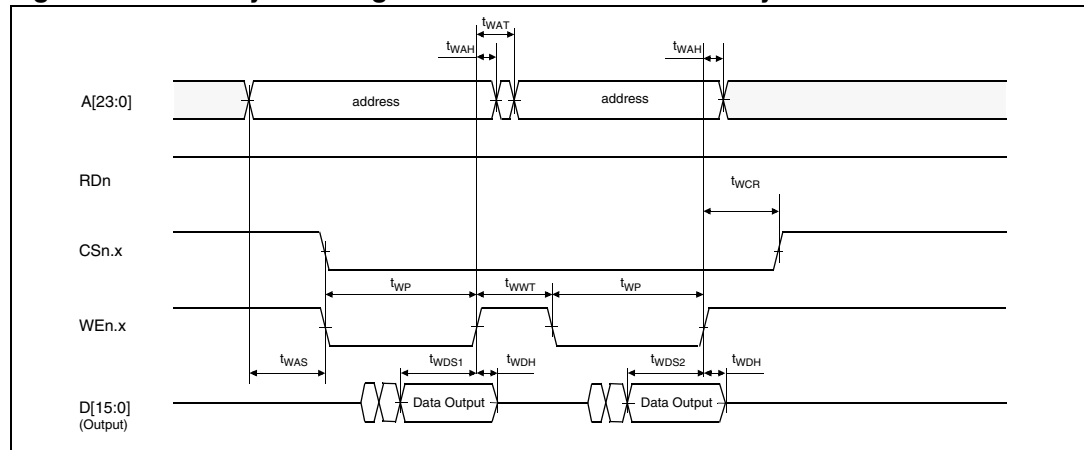 tWAT
tWAH
tWAH
A[23:0]
address
address
RDn
tWCR
CSn.x
tWP
tWWT
tWP
WEn.x
tWAS
tWDS1
tWDH
tWDS2
tWDH
D[15:0]
(Output)
Data Output
Data Output